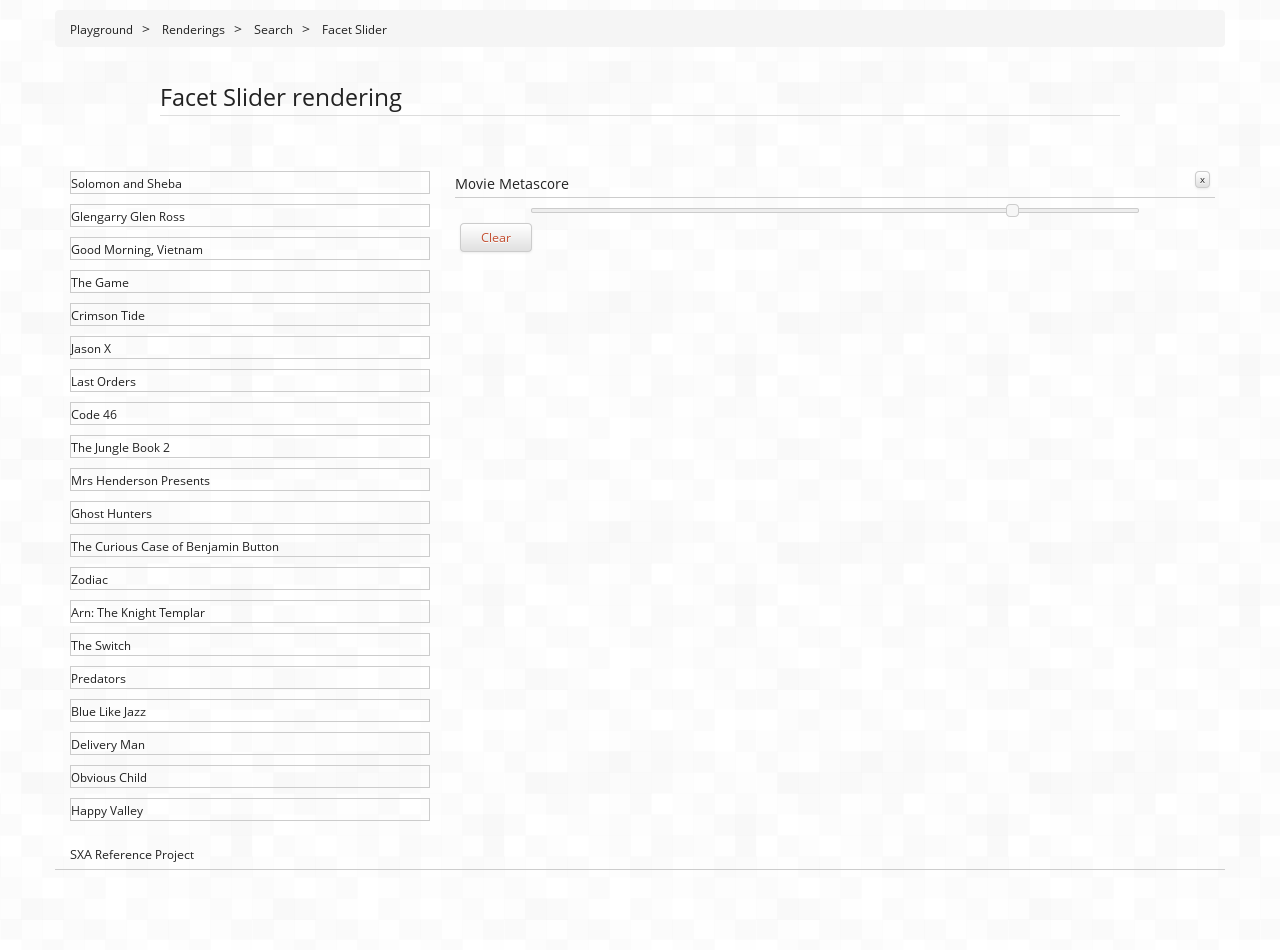 Playground > Renderings > Search > Facet Slider
Facet Slider rendering
Solomon and Sheba
Glengarry Glen Ross
Good Morning, Vietnam
The Game
Crimson Tide
Jason X
Last Orders
Code 46
The Jungle Book 2
Mrs Henderson Presents
Ghost Hunters
The Curious Case of Benjamin Button
Zodiac
Arn: The Knight Templar
The Switch
Predators
Blue Like Jazz
Delivery Man
Obvious Child
Happy Valley
Movie Metascore x
Clear
SXA Reference Project